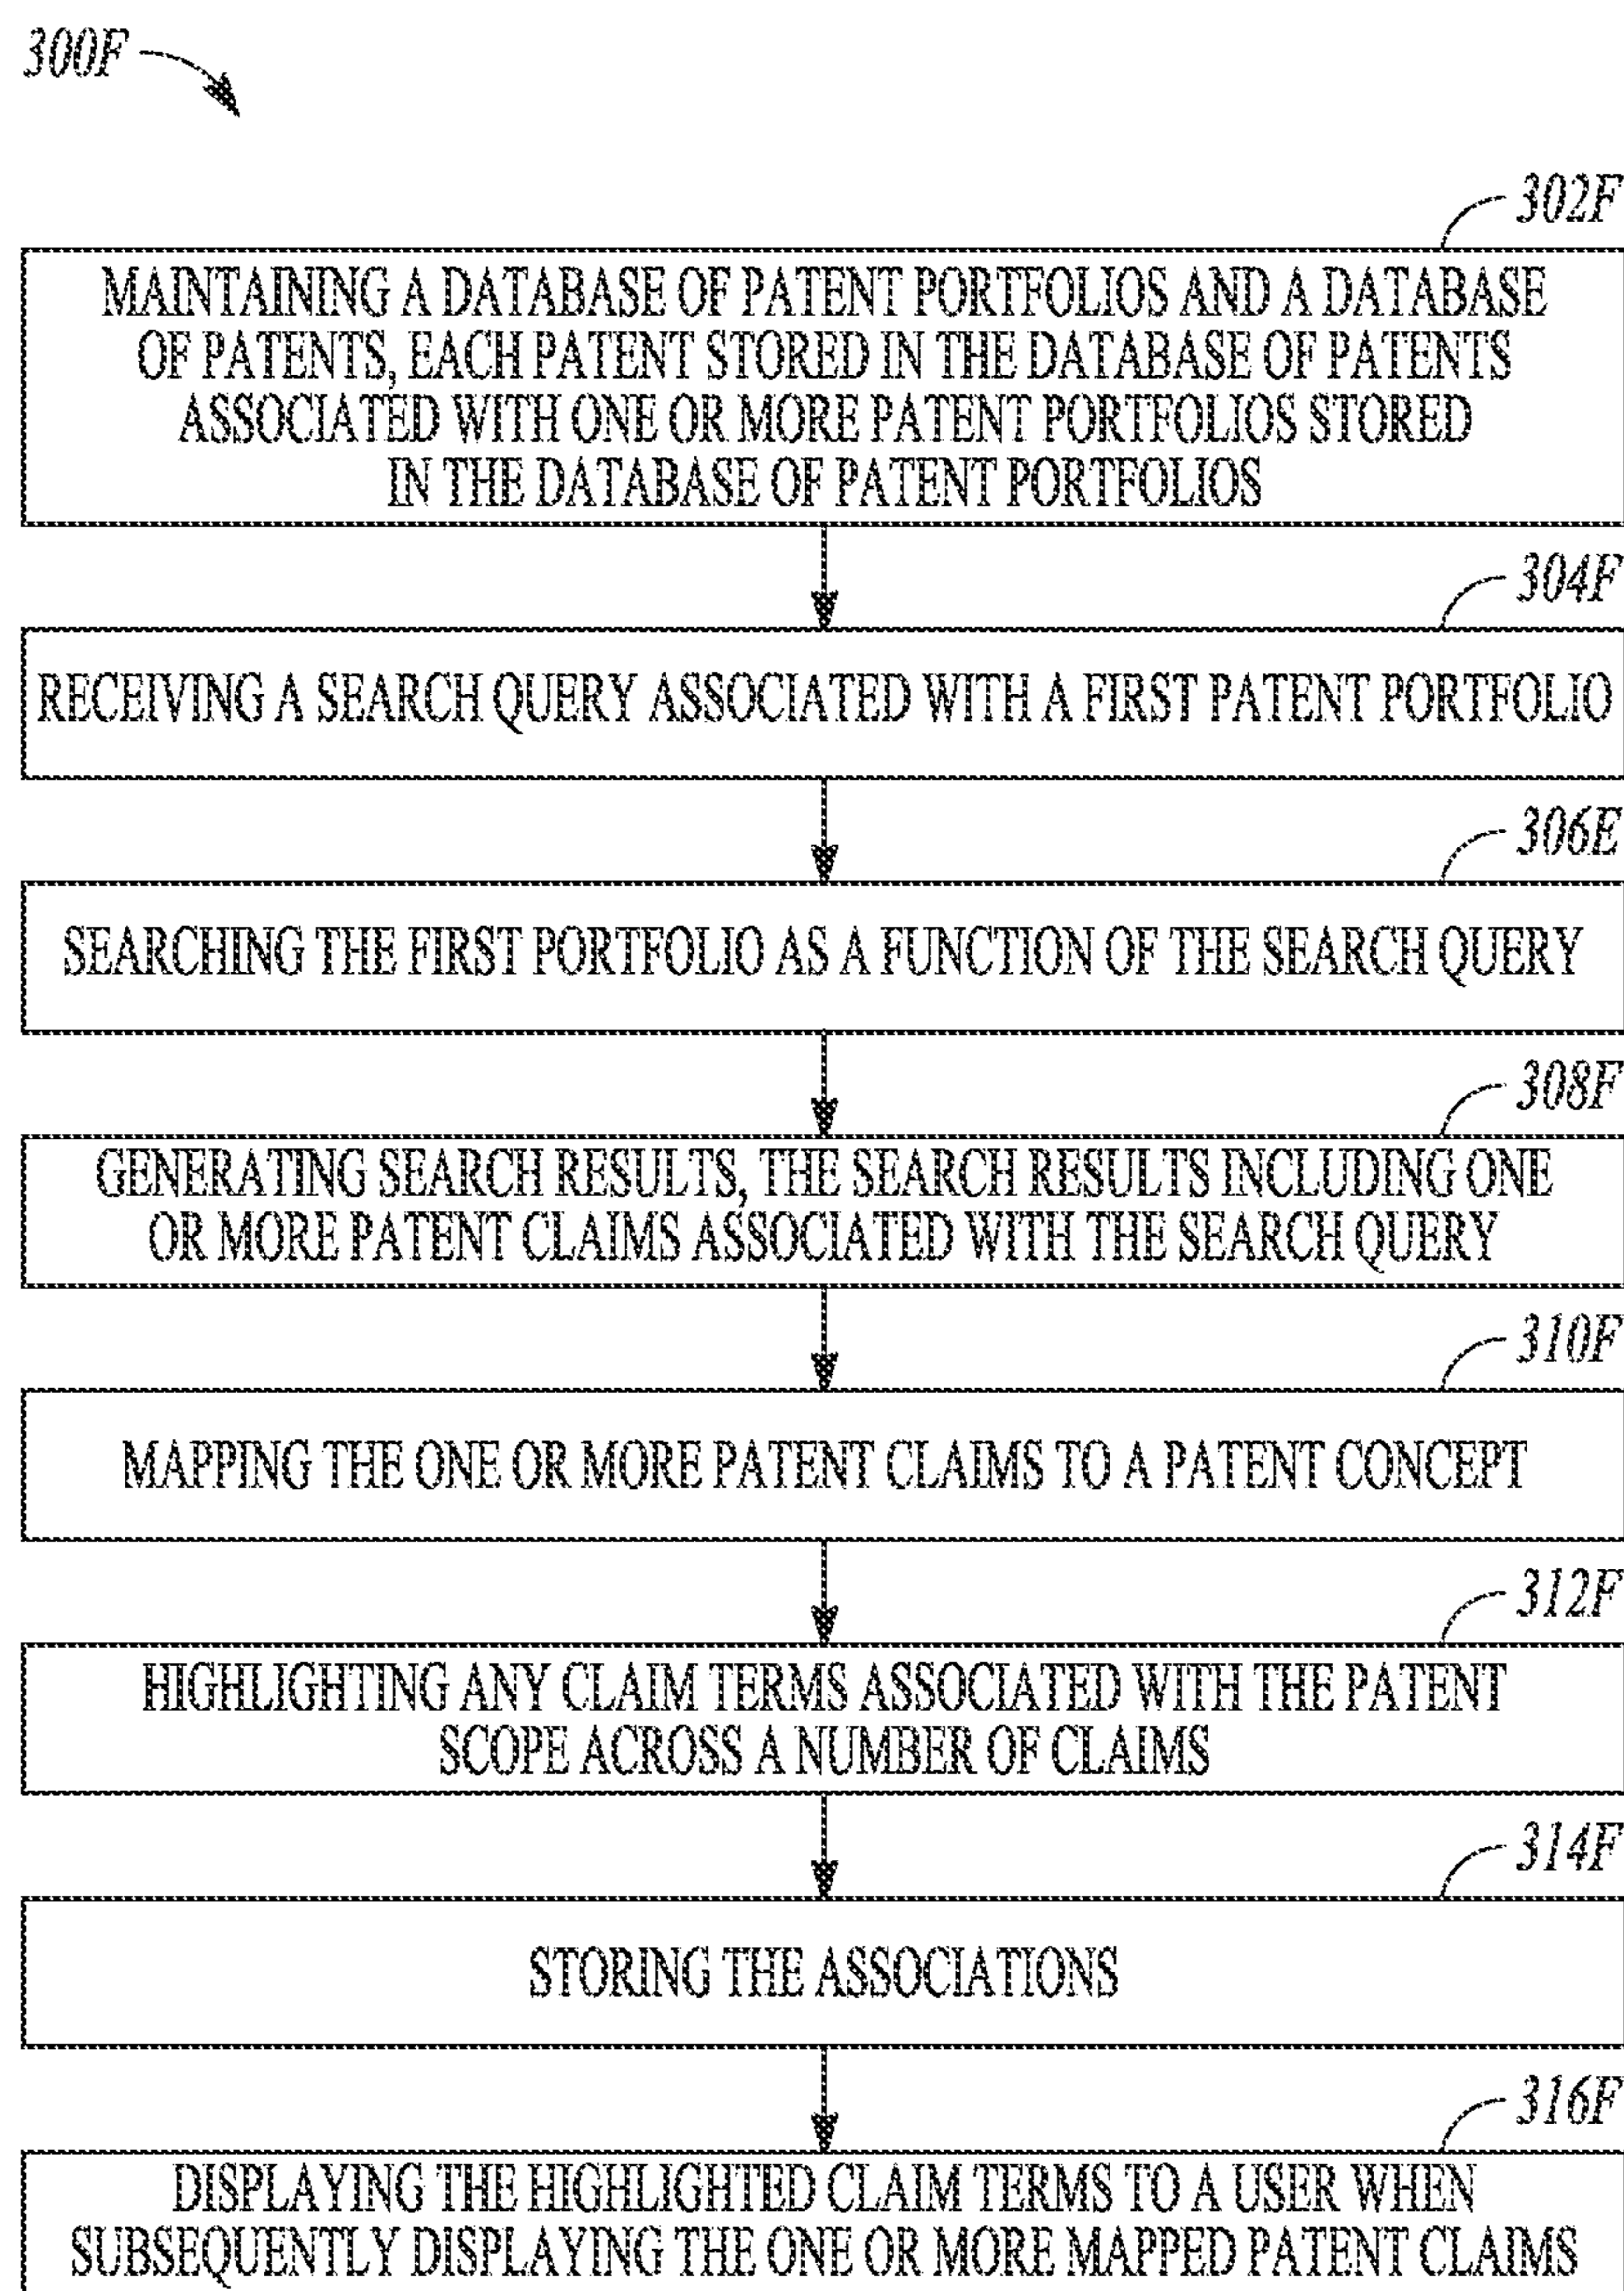 300F
302F
MAINTAINING A DATABASE OF PATENT PORTFOLIOS AND A DATABASE
OF PATENTS, EACH PATENT STORED IN THE DATABASE OF PATENTS
ASSOCIATED WITH ONE OR MORE PATENT PORTFOLIOS STORED
IN THE DATABASE OF PATENT PORTFOLIOS
304F
RECEIVING A SEARCH QUERY ASSOCIATED WITH A FIRST PATENT PORTFOLIO
306E
SEARCHING THE FIRST PORTFOLIO AS A FUNCTION OF THE SEARCH QUERY
308F
GENERATING SEARCH RESULTS, THE SEARCH RESULTS INCLUDING ONE
OR MORE PATENT CLAIMS ASSOCIATED WITH THE SEARCH QUERY
310F
MAPPING THE ONE OR MORE PATENT CLAIMS TO A PATENT CONCEPT
312F
HIGHLIGHTING ANY CLAIM TERMS ASSOCIATED WITH THE PATENT
SCOPE ACROSS A NUMBER OF CLAIMS
314F
STORING THE ASSOCIATIONS
316F
DISPLAYING THE HIGHLIGHTED CLAIM TERMS TO A USER WHEN
SUBSEQUENTLY DISPLAYING THE ONE OR MORE MAPPED PATENT CLAIMS